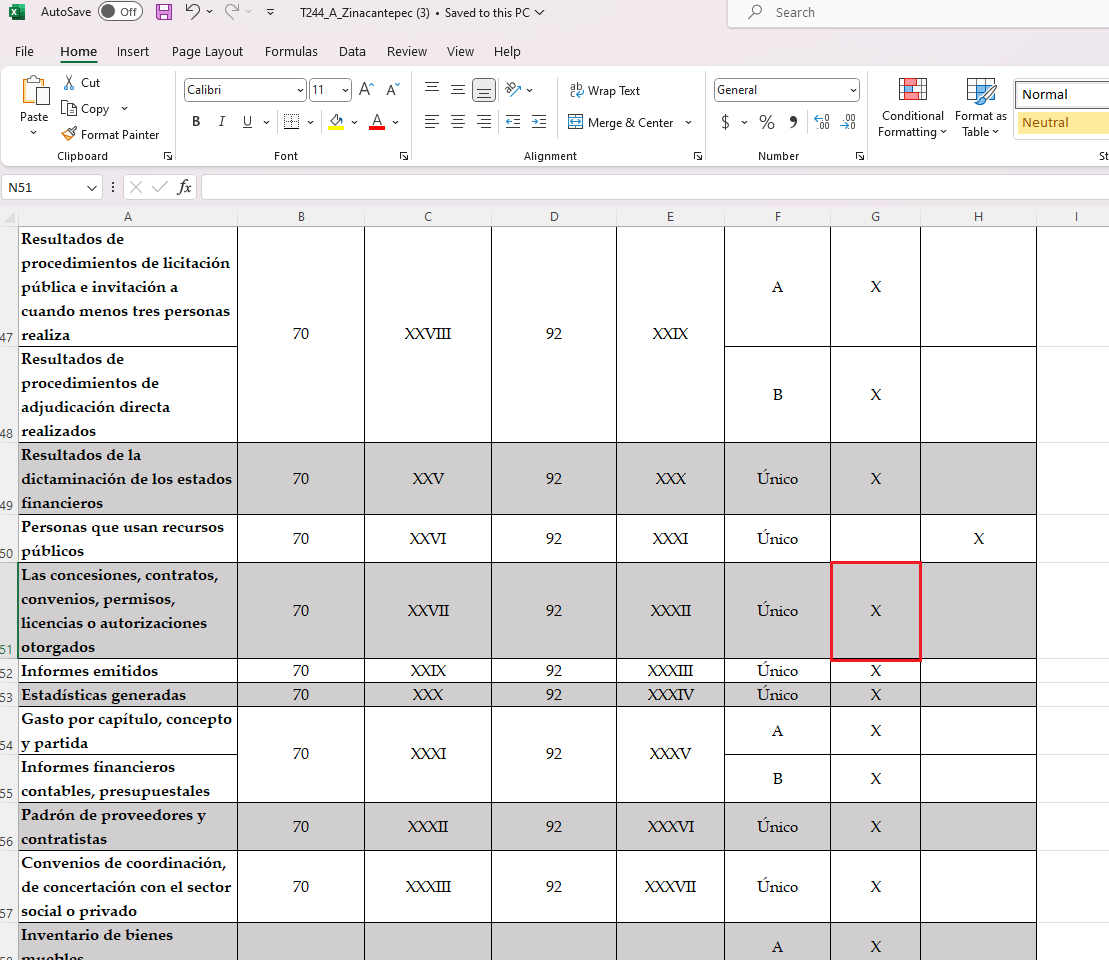 AutoSave Off T244_A_Zinacantepec (3) • Saved to this PC Search
File Home Insert Page Layout Formulas Data Review View Help
Paste Cut Copy Format Painter Clipboard
Calibri 11 A A B I U A Font
ab Wrap Text Merge & Center Alignment
General $ % Number
Conditional Formatting Format as Table
Normal
Neutral
N51 fx
A B C D E F G H I
47 Resultados de
procedimientos de licitación
pública e invitación a
cuando menos tres personas
realiza
70 XXVIII 92 XXIX A X
48 Resultados de
procedimientos de
adjudicación directa
realizados
B X
49 Resultados de la
dictaminación de los estados
financieros
70 XXV 92 XXX Único X
50 Personas que usan recursos
públicos
70 XXVI 92 XXXI Único X
51 Las concesiones, contratos,
convenios, permisos,
licencias o autorizaciones
otorgados
70 XXVII 92 XXXII Único X
52 Informes emitidos 70 XXIX 92 XXXIII Único X
53 Estadísticas generadas 70 XXX 92 XXXIV Único X
54 Gasto por capítulo, concepto
y partida
70 XXXI 92 XXXV A X
55 Informes financieros
contables, presupuestales
B X
56 Padrón de proveedores y
contratistas
70 XXXII 92 XXXVI Único X
57 Convenios de coordinación,
de concertación con el sector
social o privado
70 XXXIII 92 XXXVII Único X
Inventario de bienes
muebles
A X